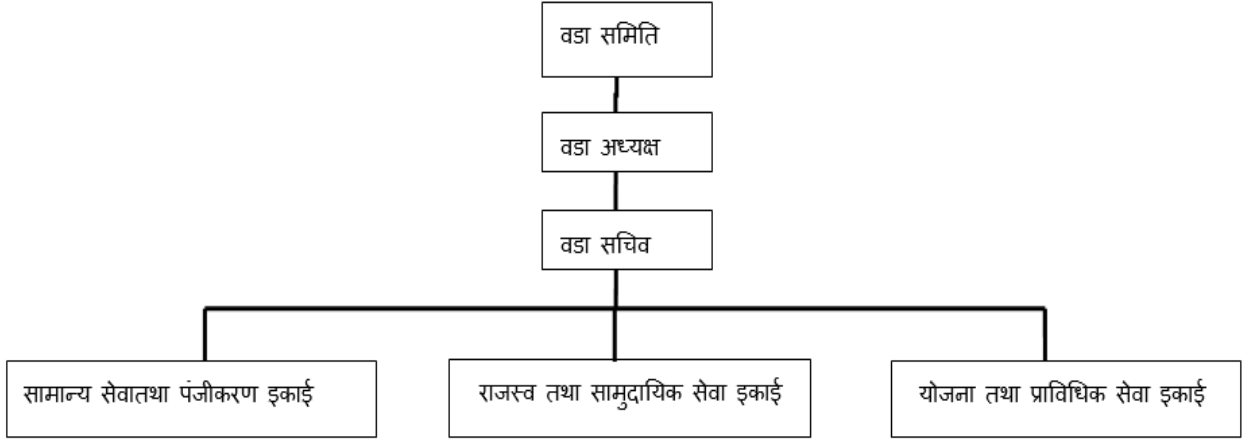 वडा समिति
वडा अध्यक्ष
वडा सचिव
सामान्य सेवातथा पंजीकरण इकाई
राजस्व तथा सामुदायिक सेवा इकाई
योजना तथा प्राविधिक सेवा इकाई